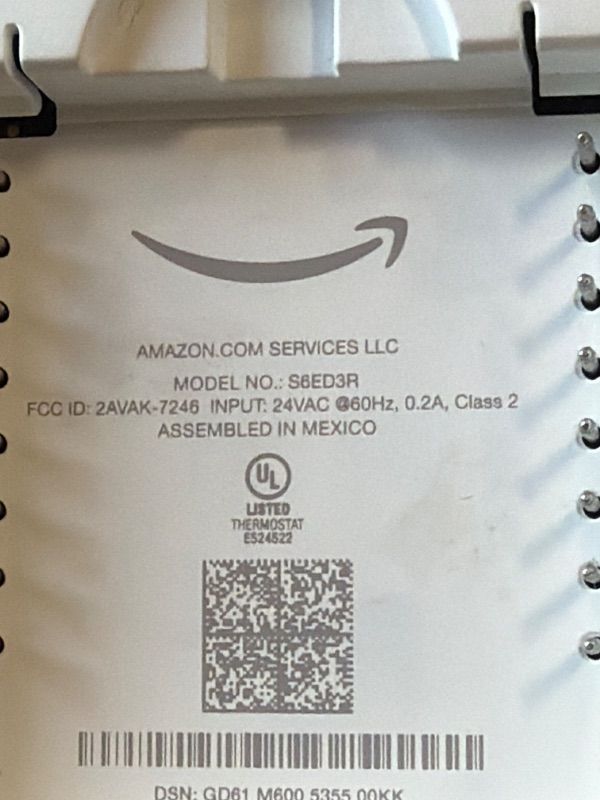 AMAZON.COM SERVICES LLC
MODEL NO.: S6ED3R
FCC ID: 2AVAK-7246 INPUT: 24VAC @60Hz, 0.2A, Class 2
ASSEMBLED IN MEXICO
UL
LISTED
THERMOSTAT
E524522
DSN: GD61 M600 5355 00KK